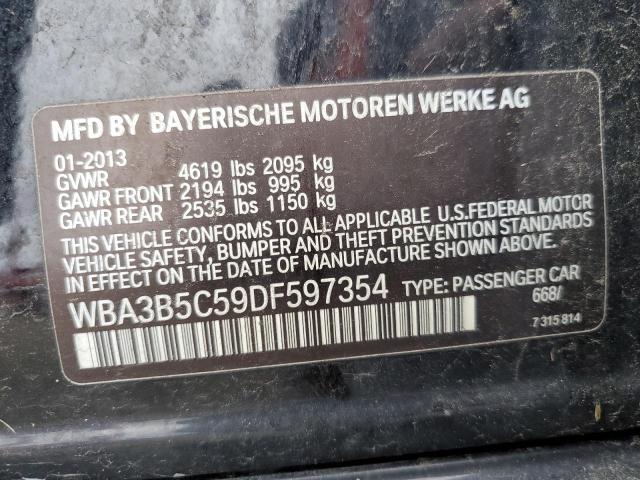 MFD BY BAYERISCHE MOTOREN WERKE AG
01-2013
GVWR 4619 lbs 2095 kg
GAWR FRONT 2194 lbs 995 kg
GAWR REAR 2535 lbs 1150 kg
THIS VEHICLE CONFORMS TO ALL APPLICABLE U.S.FEDERAL MOTOR
VEHICLE SAFETY, BUMPER AND THEFT PREVENTION STANDARDS
IN EFFECT ON THE DATE OF MANUFACTURE SHOWN ABOVE.
WBA3B5C59DF597354 TYPE: PASSENGER CAR
668/
7 315 814